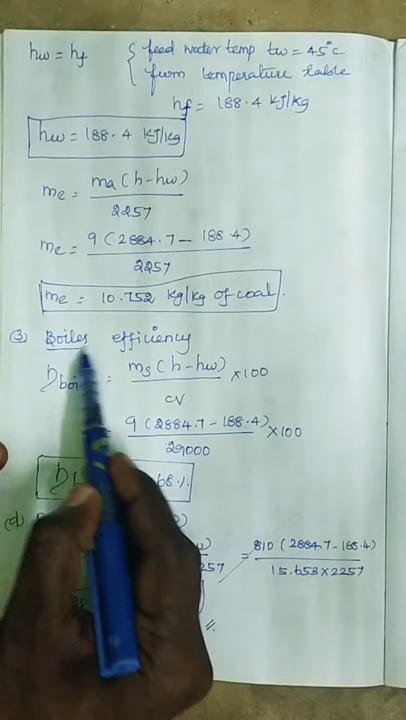 hw = hf { feed water temp tw = 45°c
from temperature table
hf = 188.4 kJ/kg
hw = 188.4 kJ/kg
me = ma (h-hw) / 2257
me = 9 (2884.7 - 188.4) / 2257
me = 10.752 kg/kg of coal.
③ Boiler efficiency
ms (h-hw) / CV ×100
9 (2884.7 - 188.4) / 29000 ×100
68%
(d)
2257 = 810 (2884.7 - 188.4) / 15.653 × 2257